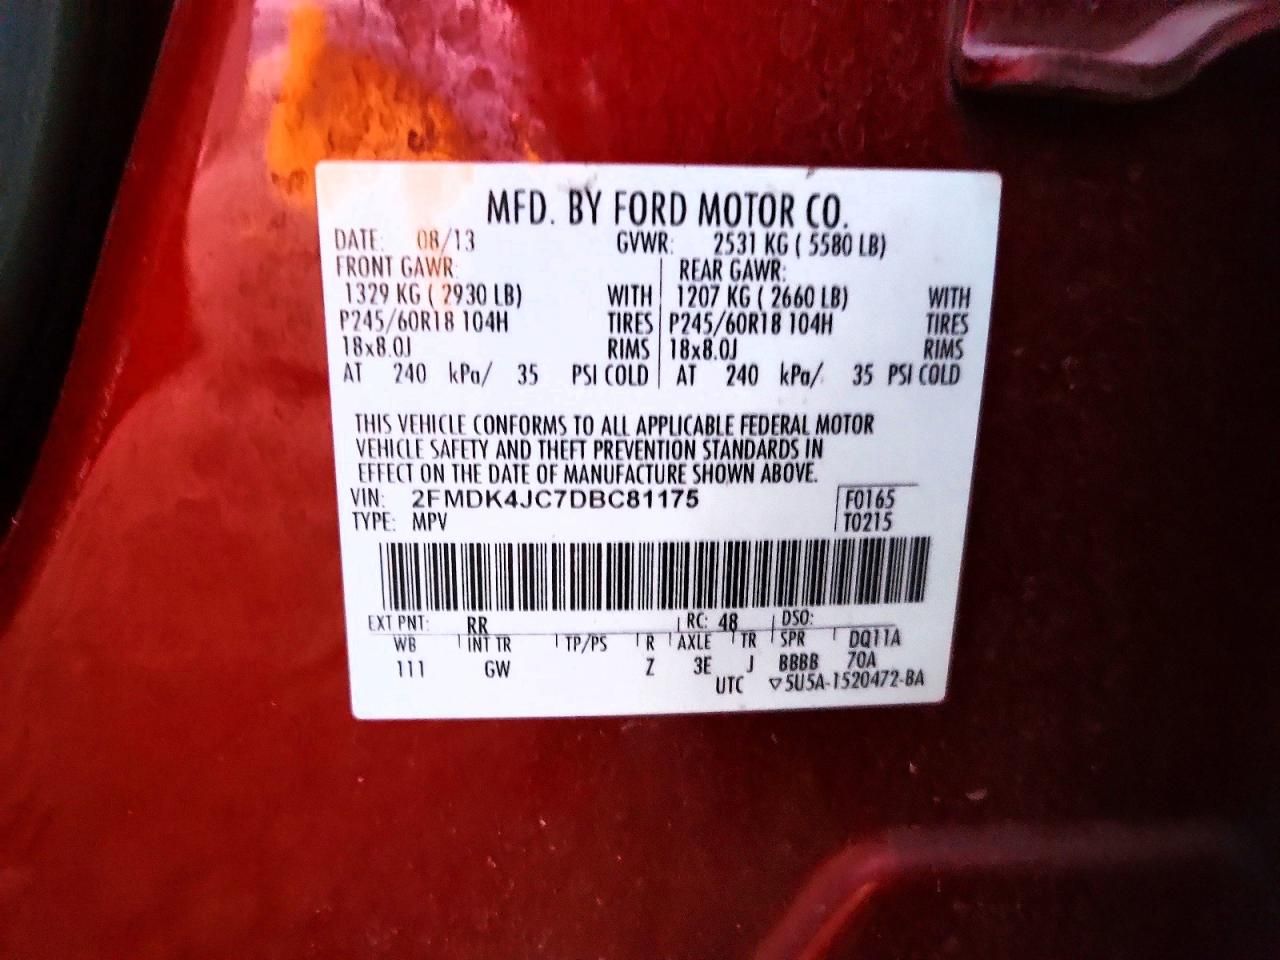 MFD. BY FORD MOTOR CO.
DATE: 08/13 GVWR: 2531 KG ( 5580 LB)
FRONT GAWR: REAR GAWR:
1329 KG ( 2930 LB) WITH 1207 KG ( 2660 LB) WITH
P245/60R18 104H TIRES P245/60R18 104H TIRES
18x8.0J RIMS 18x8.0J RIMS
AT 240 kPa/ 35 PSI COLD AT 240 kPa/ 35 PSI COLD
THIS VEHICLE CONFORMS TO ALL APPLICABLE FEDERAL MOTOR
VEHICLE SAFETY AND THEFT PREVENTION STANDARDS IN
EFFECT ON THE DATE OF MANUFACTURE SHOWN ABOVE.
VIN: 2FMDK4JC7DBC81175 F0165
TYPE: MPV T0215
EXT PNT: RR RC: 48 DSO:
WB INT TR TP/PS R AXLE TR SPR DQ11A
111 GW Z 3E J BBBB 70A
UTC ▽5U5A-1520472-BA